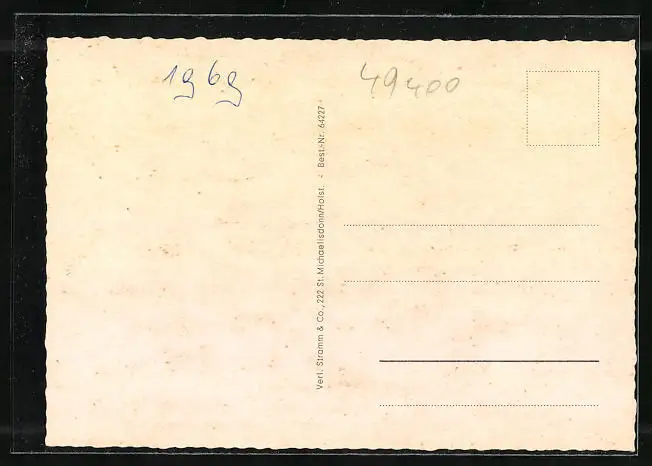 1969
49400
Verl. Stramm & Co., 222 St. Michaelisdonn/Holst. - Best.-Nr. 64227